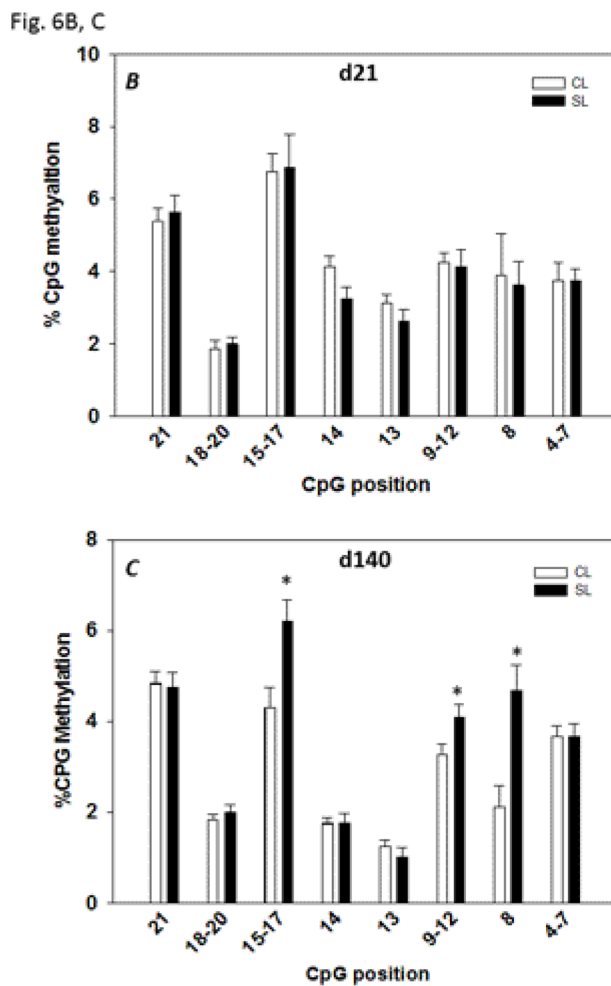 Fig. 6B, C
B
d21
CL
SL
10
8
6
4
2
0
% CpG methyaltion
21
18-20
15-17
14
13
9-12
8
4-7
CpG position
C
d140
CL
SL
8
6
4
2
0
%CPG Methylation
*
*
*
21
18-20
15-17
14
13
9-12
8
4-7
CpG position